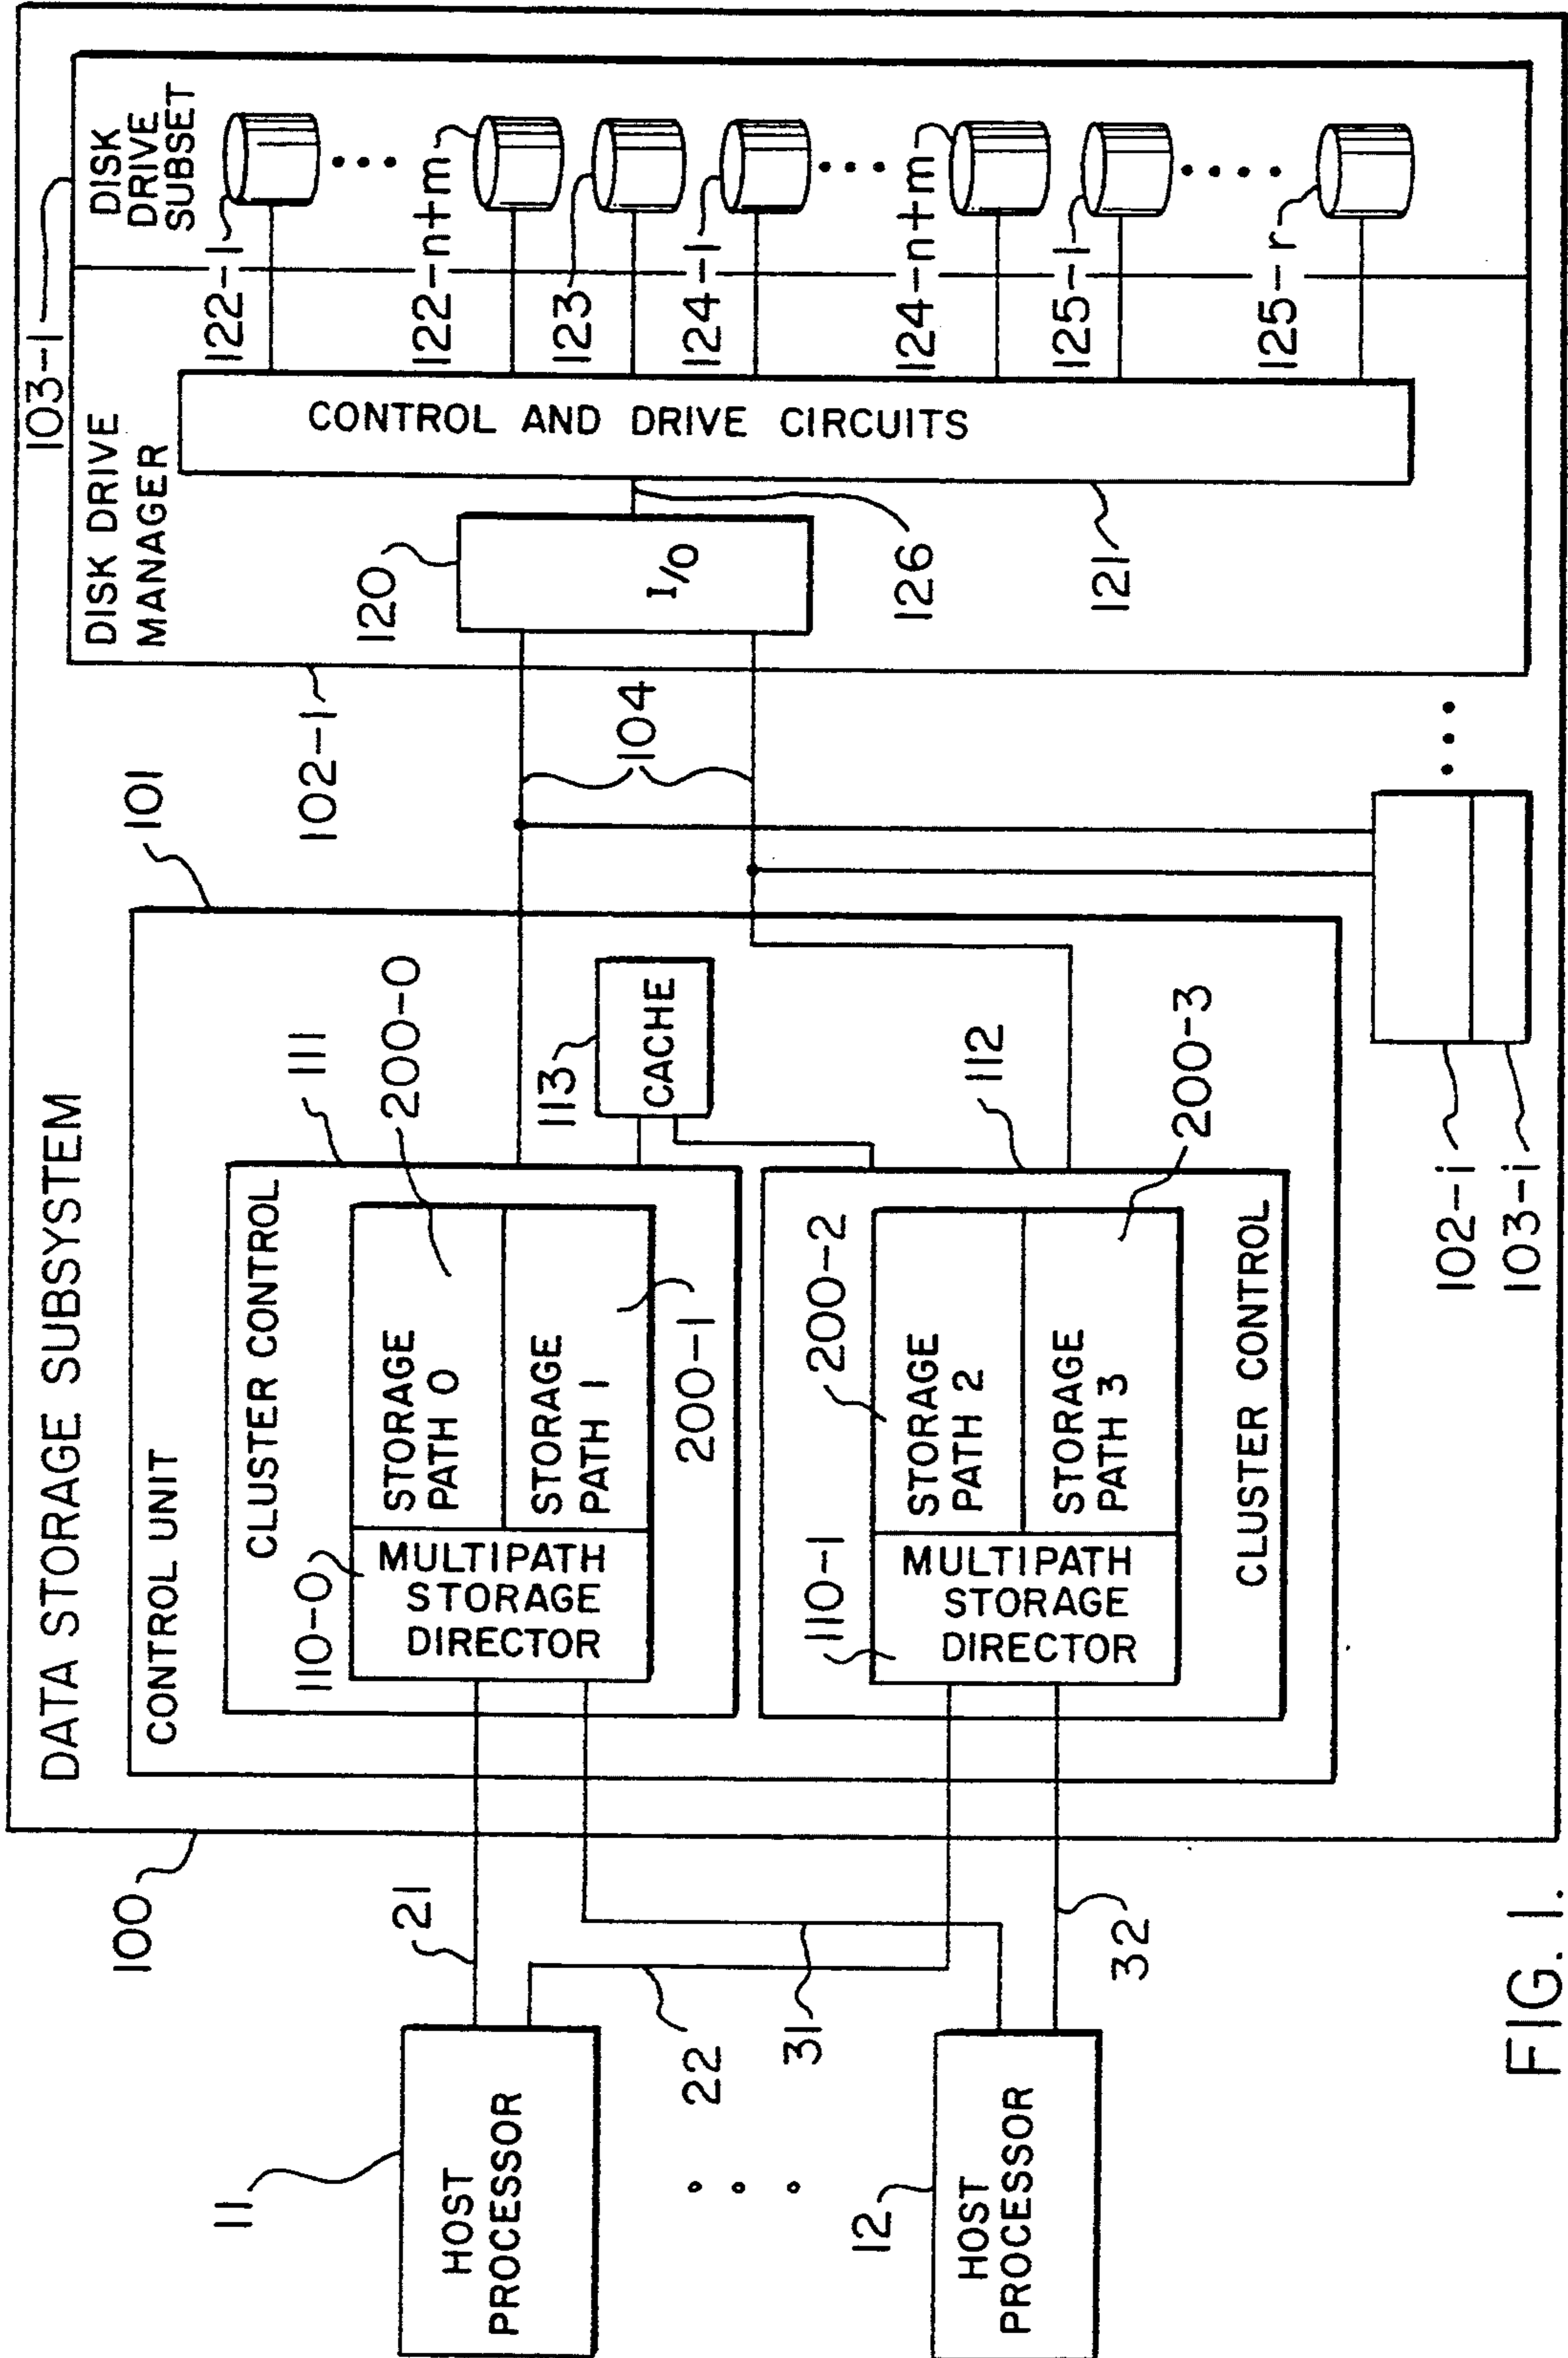 DATA STORAGE SUBSYSTEM
100
CONTROL UNIT
101
CLUSTER CONTROL
111
110-0
MULTIPATH
STORAGE
DIRECTOR
STORAGE
PATH 0
200-0
STORAGE
PATH 1
200-1
113
CACHE
112
110-1
MULTIPATH
STORAGE
DIRECTOR
200-2
STORAGE
PATH 2
STORAGE
PATH 3
200-3
CLUSTER CONTROL
11
HOST
PROCESSOR
12
HOST
PROCESSOR
21
22
31
32
104
102-1
DISK DRIVE
MANAGER
103-1
DISK
DRIVE
SUBSET
120
I/O
126
121
CONTROL AND DRIVE CIRCUITS
122-1
122-n+m
123
124-1
124-n+m
125-1
125-r
102-i
103-i
FIG. 1.